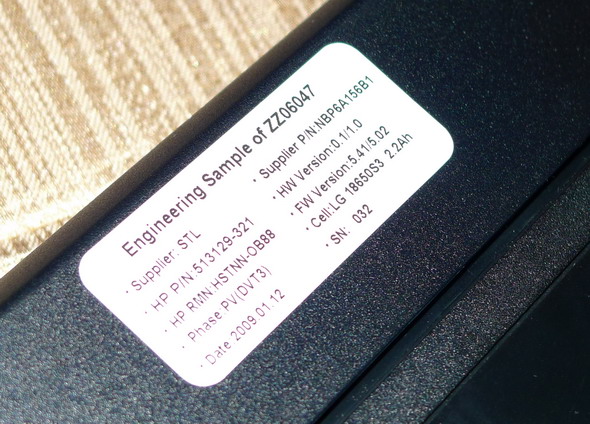 Engineering Sample of ZZ06047
· Supplier: STL
· HP P/N:513129-321
· HP RMN:HSTNN-OB88
· Phase:PV(DVT3)
· Date 2009.01.12
· Supplier P/N:NBP6A156B1
· HW Version:0.1/1.0
· FW Version:5.41/5.02
· Cell:LG 18650S3 2.2Ah
· SN: 032